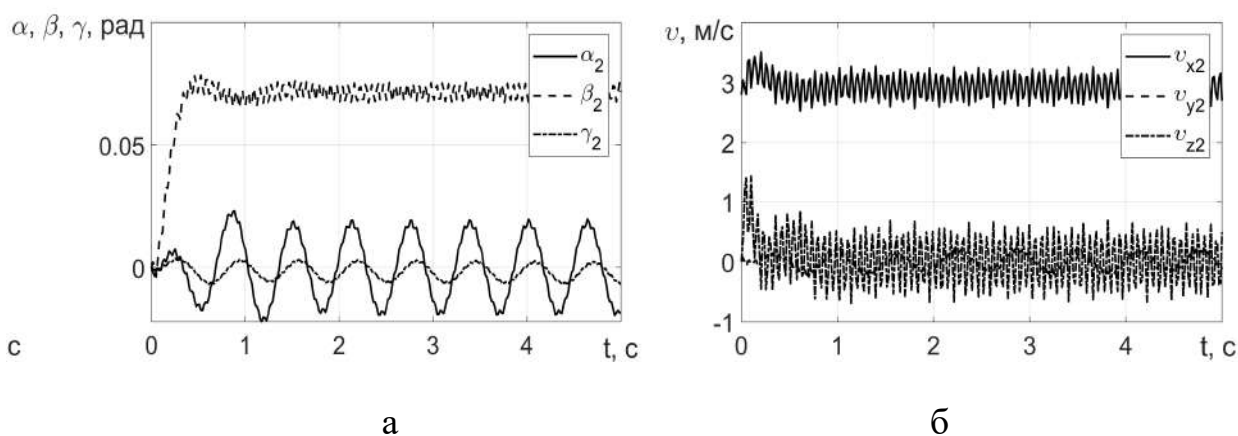 α, β, γ, рад
α2
β2
γ2
0.05
0
0 1 2 3 4 t, с
с
а
υ, м/с
υx2
υy2
υz2
3
2
1
0
-1
0 1 2 3 4 t, с
б